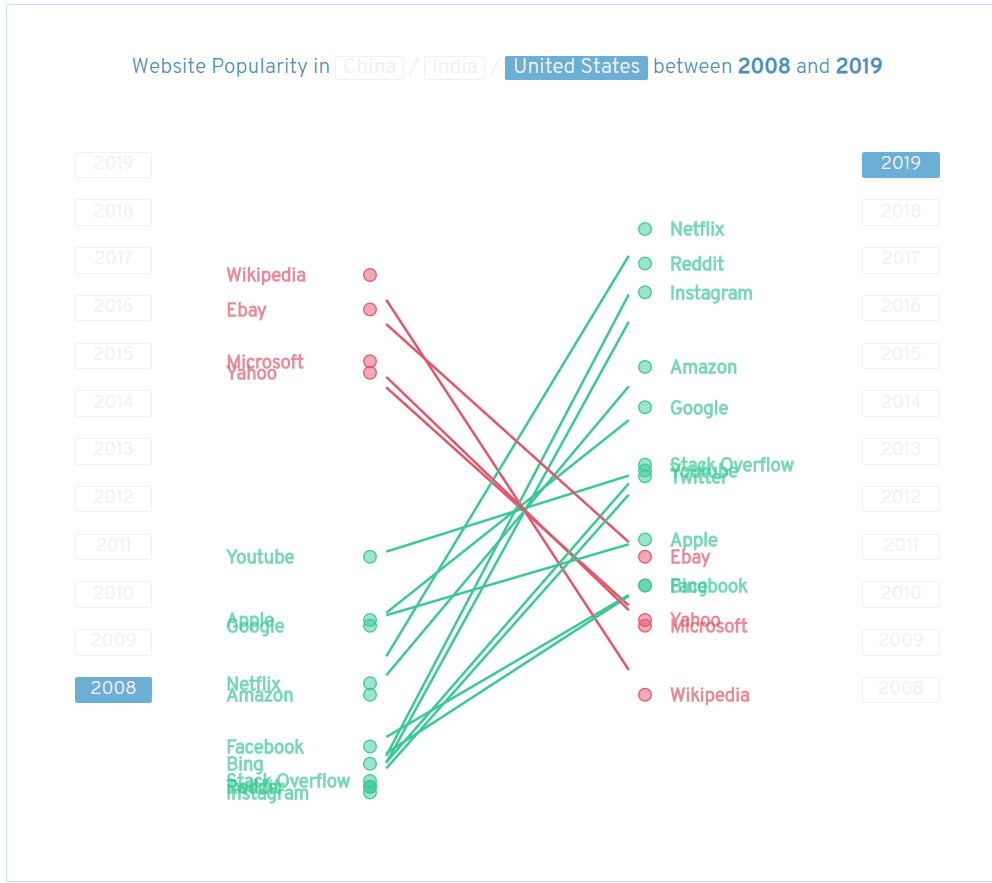 Website Popularity in China / India / United States between 2008 and 2019
2019
2018
2017
2016
2015
2014
2013
2012
2011
2010
2009
2008
Wikipedia
Ebay
Microsoft
Yahoo
Youtube
Apple
Google
Netflix
Amazon
Facebook
Bing
Stack Overflow
Instagram
Netflix
Reddit
Instagram
Amazon
Google
Stack Overflow
Youtube
Twitter
Apple
Ebay
Bing
Facebook
Yahoo
Microsoft
Wikipedia
2019
2018
2017
2016
2015
2014
2013
2012
2011
2010
2009
2008